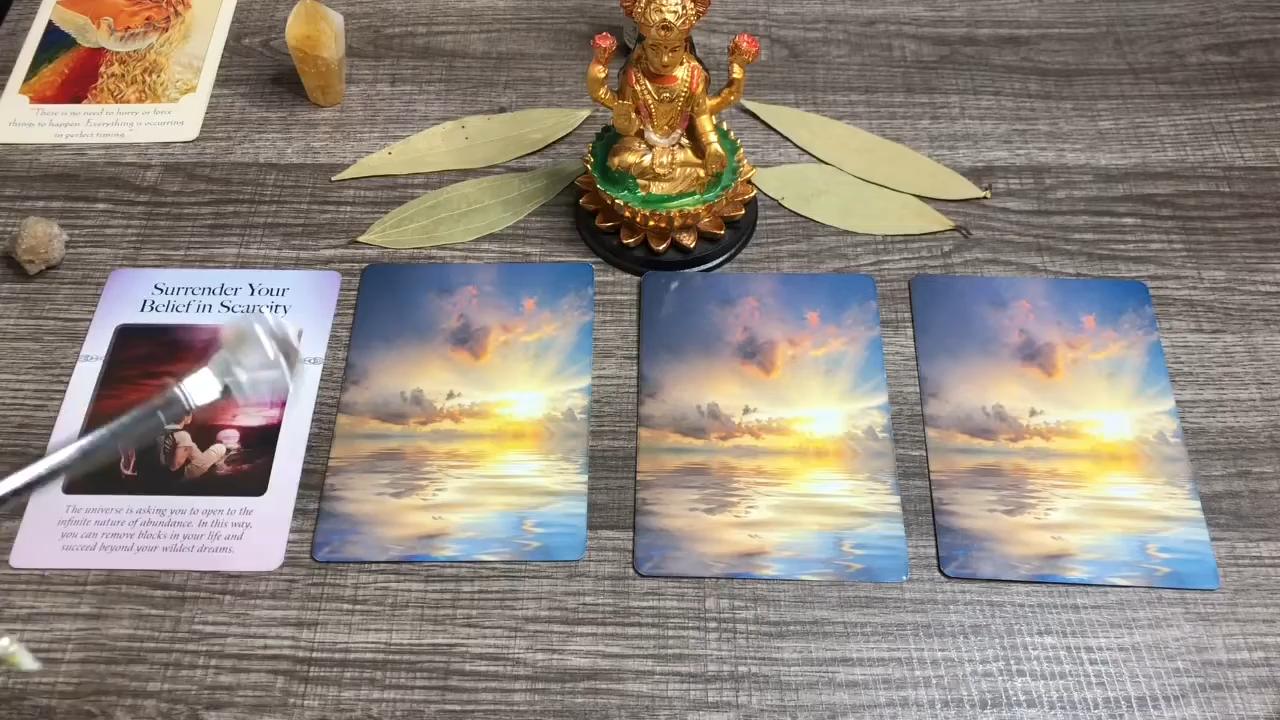 "There is no need to hurry or force
things to happen. Everything is occurring
in perfect timing."
Surrender Your
Belief in Scarcity
The universe is asking you to open to the
infinite nature of abundance. In this way,
you can remove blocks in your life and
succeed beyond your wildest dreams.